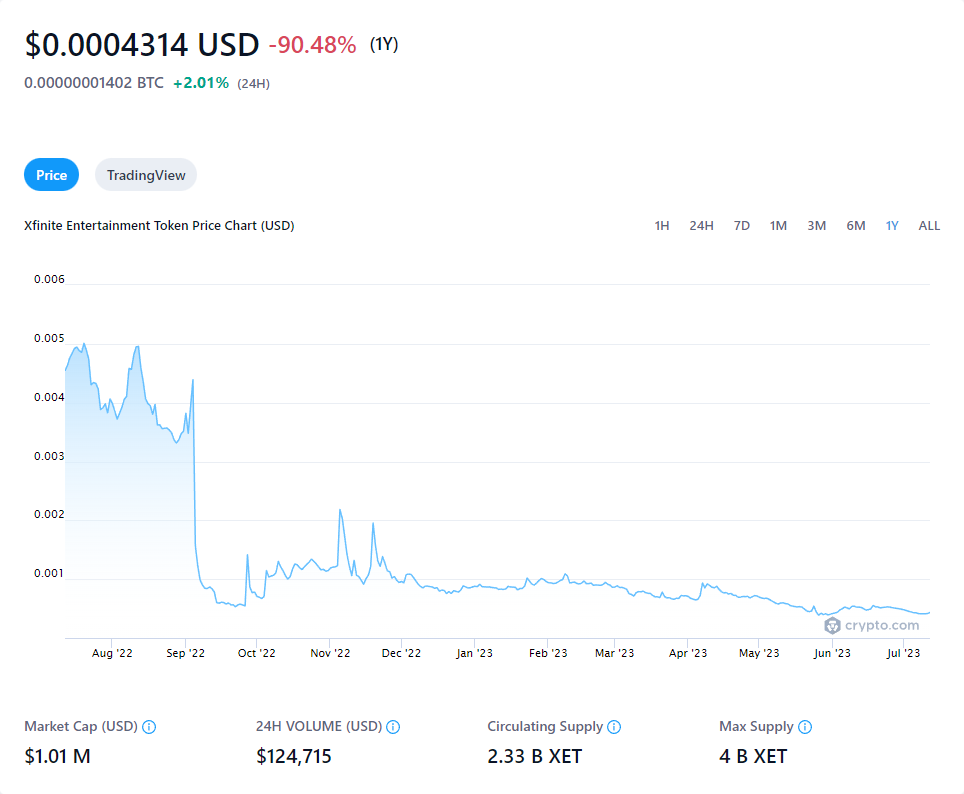 $0.0004314 USD -90.48% (1Y)
0.00000001402 BTC +2.01% (24H)
Price TradingView
Xfinite Entertainment Token Price Chart (USD) 1H 24H 7D 1M 3M 6M 1Y ALL
0.006
0.005
0.004
0.003
0.002
0.001
crypto.com
Aug '22 Sep '22 Oct '22 Nov '22 Dec '22 Jan '23 Feb '23 Mar '23 Apr '23 May '23 Jun '23 Jul '23
Market Cap (USD) 24H VOLUME (USD) Circulating Supply Max Supply
$1.01 M $124,715 2.33 B XET 4 B XET